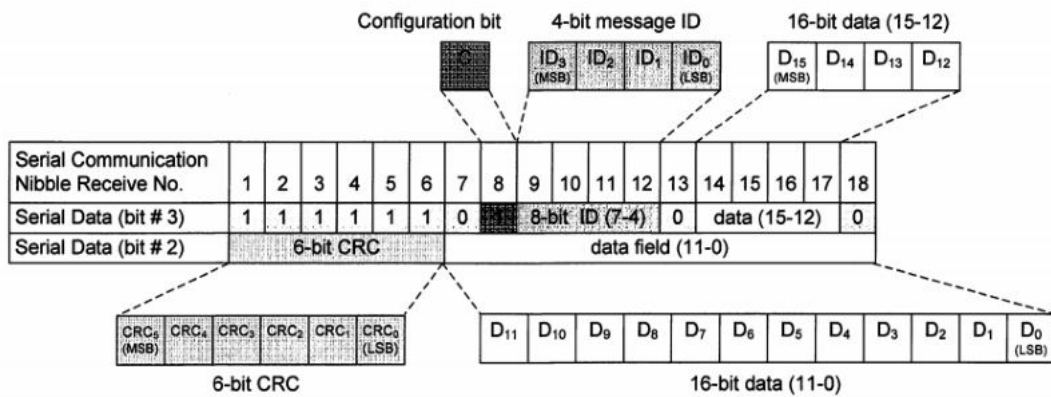 Configuration bit 4-bit message ID 16-bit data (15-12)
C ID3 ID2 ID1 ID0 D15 D14 D13 D12
(MSB) (LSB) (MSB)
Serial Communication
Nibble Receive No. 1 2 3 4 5 6 7 8 9 10 11 12 13 14 15 16 17 18
Serial Data (bit # 3) 1 1 1 1 1 1 0 1 8-bit ID (7-4) 0 data (15-12) 0
Serial Data (bit # 2) 6-bit CRC data field (11-0)
CRC5 CRC4 CRC3 CRC2 CRC1 CRC0 D11 D10 D9 D8 D7 D6 D5 D4 D3 D2 D1 D0
(MSB) (LSB) (LSB)
6-bit CRC 16-bit data (11-0)